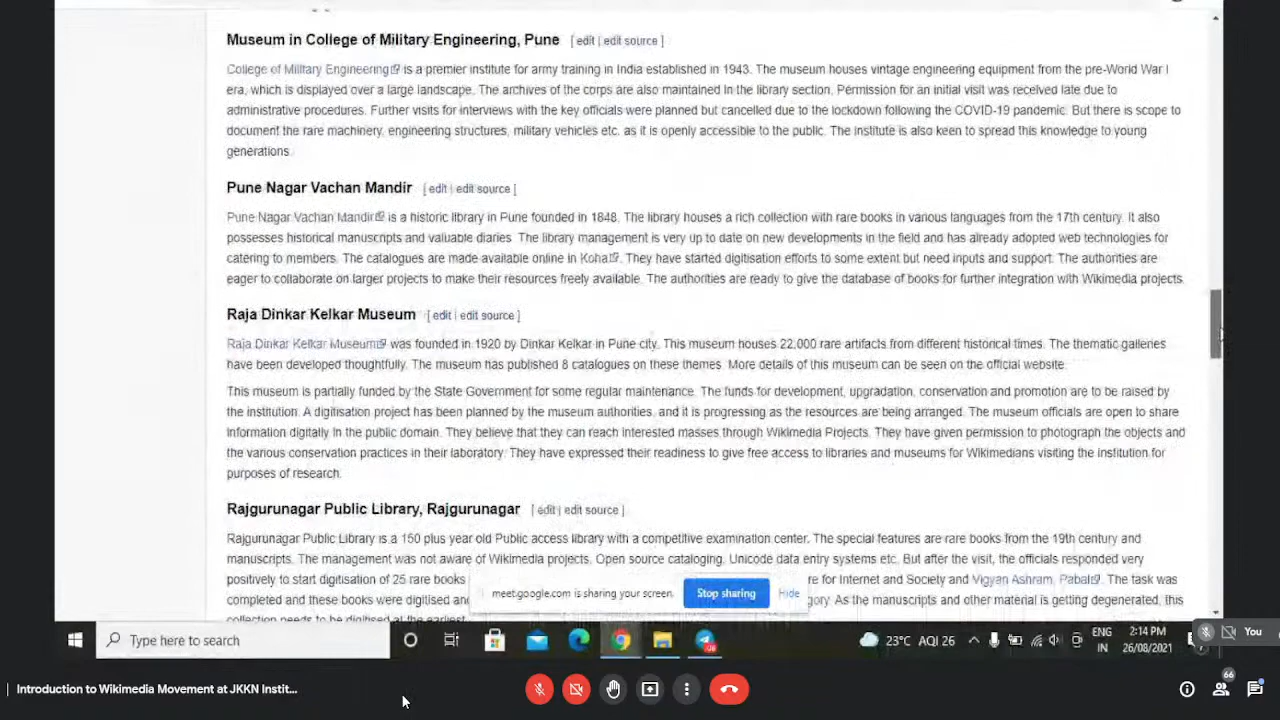 Museum in College of Military Engineering, Pune [ edit | edit source ]
College of Military Engineering is a premier institute for army training in India established in 1943. The museum houses vintage engineering equipment from the pre-World War I
era, which is displayed over a large landscape. The archives of the corps are also maintained in the library section. Permission for an initial visit was received late due to
administrative procedures. Further visits for interviews with the key officials were planned but cancelled due to the lockdown following the COVID-19 pandemic. But there is scope to
document the rare machinery, engineering structures, military vehicles etc. as it is openly accessible to the public. The institute is also keen to spread this knowledge to young
generations.
Pune Nagar Vachan Mandir [ edit | edit source ]
Pune Nagar Vachan Mandir is a historic library in Pune founded in 1848. The library houses a rich collection with rare books in various languages from the 17th century. It also
possesses historical manuscripts and valuable diaries. The library management is very up to date on new developments in the field and has already adopted web technologies for
catering to members. The catalogues are made available online in Koha. They have started digitisation efforts to some extent but need inputs and support. The authorities are
eager to collaborate on larger projects to make their resources freely available. The authorities are ready to give the database of books for further integration with Wikimedia projects.
Raja Dinkar Kelkar Museum [ edit | edit source ]
Raja Dinkar Kelkar Museum was founded in 1920 by Dinkar Kelkar in Pune city. This museum houses 22,000 rare artifacts from different historical times. The thematic galleries
have been developed thoughtfully. The museum has published 8 catalogues on these themes. More details of this museum can be seen on the official website.
This museum is partially funded by the State Government for some regular maintenance. The funds for development, upgradation, conservation and promotion are to be raised by
the institution. A digitisation project has been planned by the museum authorities, and it is progressing as the resources are being arranged. The museum officials are open to share
information digitally in the public domain. They believe that they can reach interested masses through Wikimedia Projects. They have given permission to photograph the objects and
the various conservation practices in their laboratory. They have expressed their readiness to give free access to libraries and museums for Wikimedians visiting the institution for
purposes of research.
Rajgurunagar Public Library, Rajgurunagar [ edit | edit source ]
Rajgurunagar Public Library is a 150 plus year old Public access library with a competitive examination center. The special features are rare books from the 19th century and
manuscripts. The management was not aware of Wikimedia projects, Open source cataloging, Unicode data entry systems etc. But after the visit, the officials responded very
positively to start digitisation of 25 rare books re for Internet and Society and Vigyan Ashram, Pabal. The task was
completed and these books were digitised and gory As the manuscripts and other material is getting degenerated, this
collection needs to be digitised at the earliest.
meet.google.com is sharing your screen. Stop sharing Hide
Type here to search
23°C AQI 26
ENG
IN
2:14 PM
26/08/2021
You
Introduction to Wikimedia Movement at JKKN Instit...
66